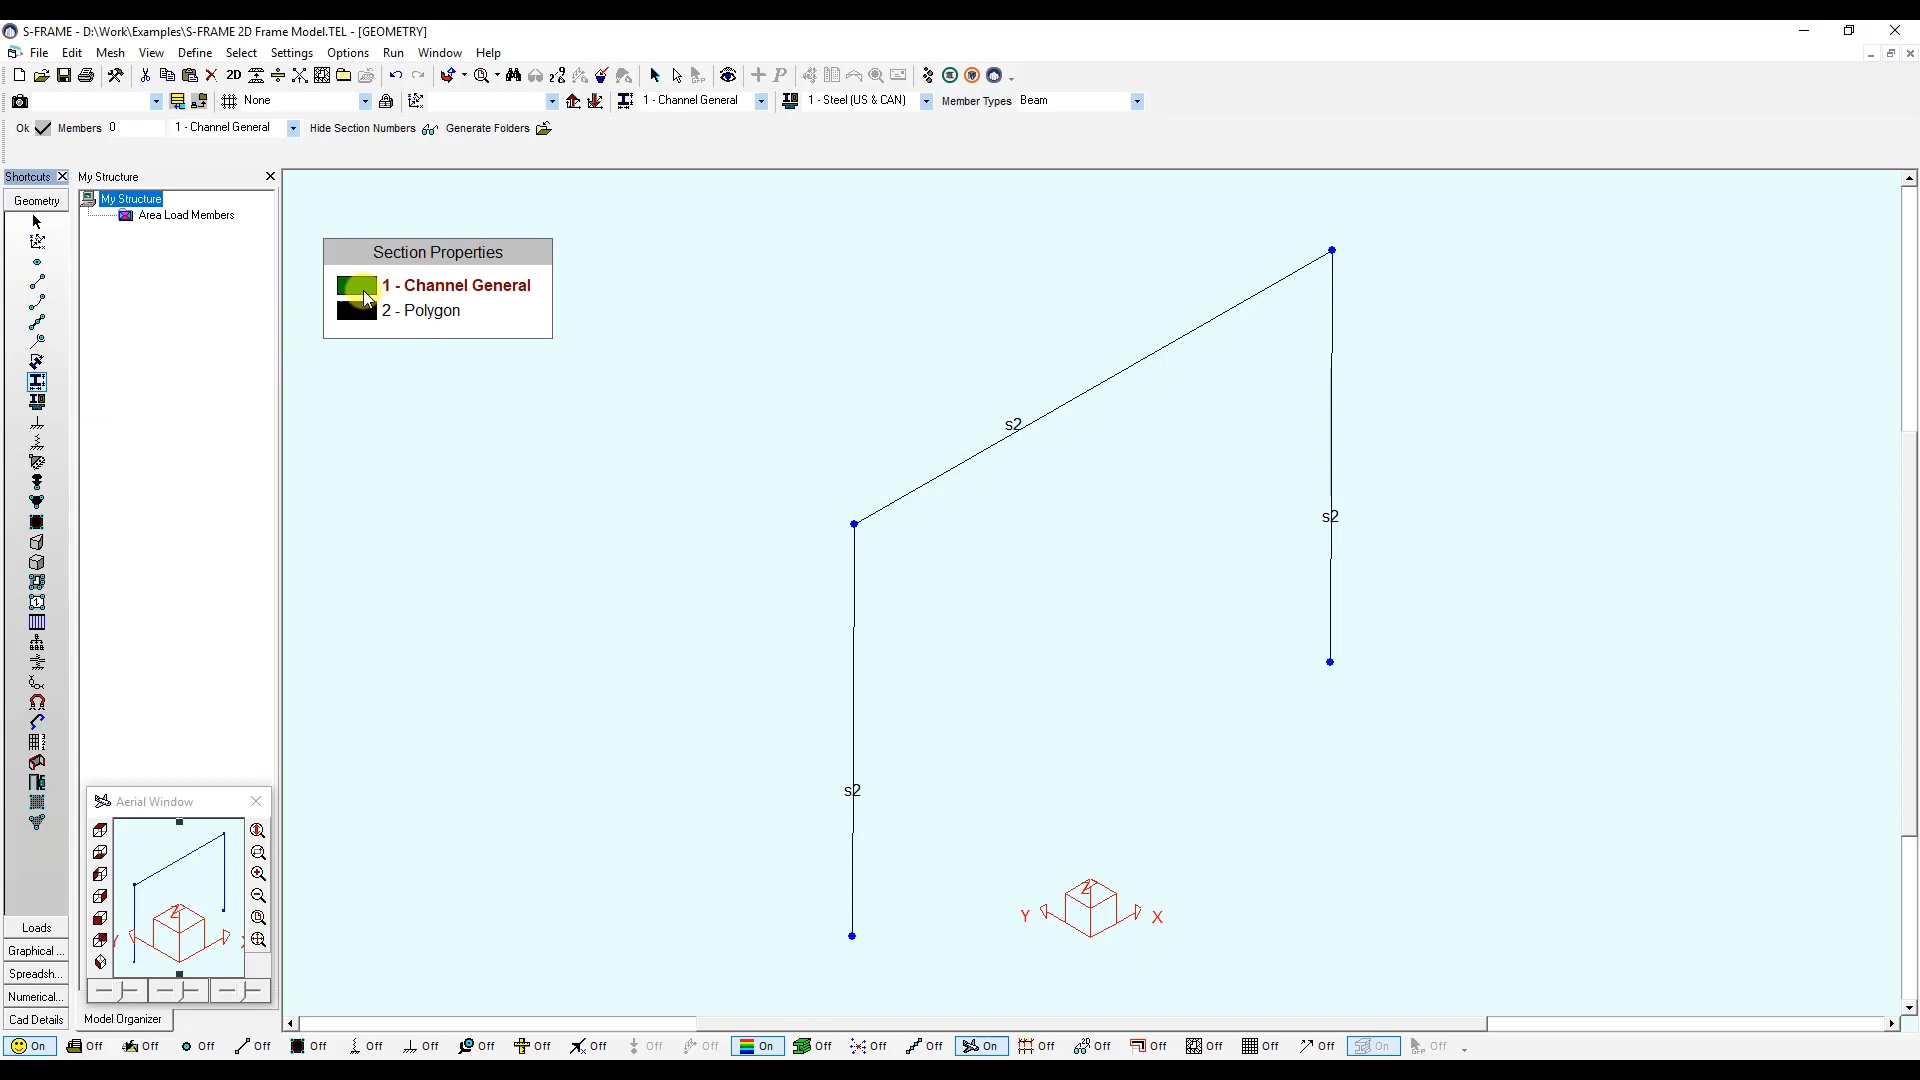 S-FRAME - D:\Work\Examples\S-FRAME 2D Frame Model.TEL - [GEOMETRY]
File Edit Mesh View Define Select Settings Options Run Window Help
2D
None 1 - Channel General 1 - Steel (US & CAN) Member Types Beam
Ok Members 0 1 - Channel General Hide Section Numbers Generate Folders
Shortcuts My Structure
Geometry My Structure
Area Load Members
Section Properties
1 - Channel General
2 - Polygon
s2
s2
s2
Aerial Window
Z
Y
Z
Y X
Loads
Graphical ...
Spreadsh...
Numerical...
Cad Details Model Organizer
On Off Off Off Off Off Off Off Off Off Off Off Off On Off Off Off On Off Off Off Off Off Off On Off